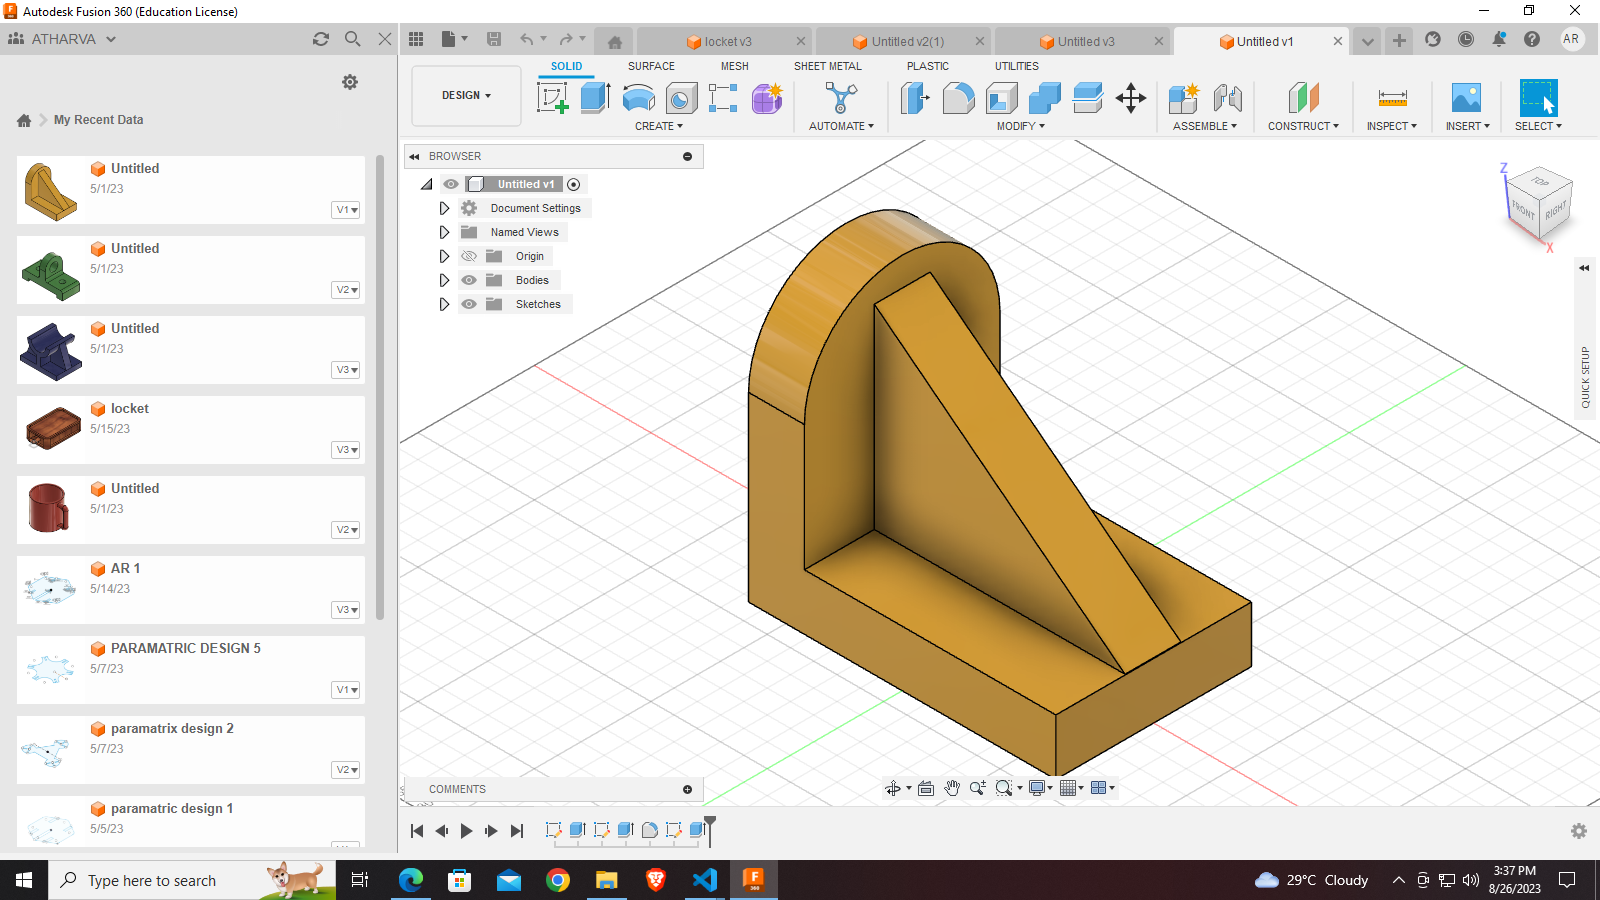 Autodesk Fusion 360 (Education License)
ATHARVA
My Recent Data
Untitled
5/1/23
V1
Untitled
5/1/23
V2
Untitled
5/1/23
V3
locket
5/15/23
V3
Untitled
5/1/23
V2
AR 1
5/14/23
V3
PARAMATRIC DESIGN 5
5/7/23
V1
paramatrix design 2
5/7/23
V2
paramatric design 1
5/5/23
locket v3
Untitled v2(1)
Untitled v3
Untitled v1
AR
SOLID SURFACE MESH SHEET METAL PLASTIC UTILITIES
DESIGN
CREATE AUTOMATE MODIFY ASSEMBLE CONSTRUCT INSPECT INSERT SELECT
BROWSER
Untitled v1
Document Settings
Named Views
Origin
Bodies
Sketches
Z
TOP
FRONT
RIGHT
X
QUICK SETUP
COMMENTS
Type here to search
F
360
29°C Cloudy
3:37 PM
8/26/2023